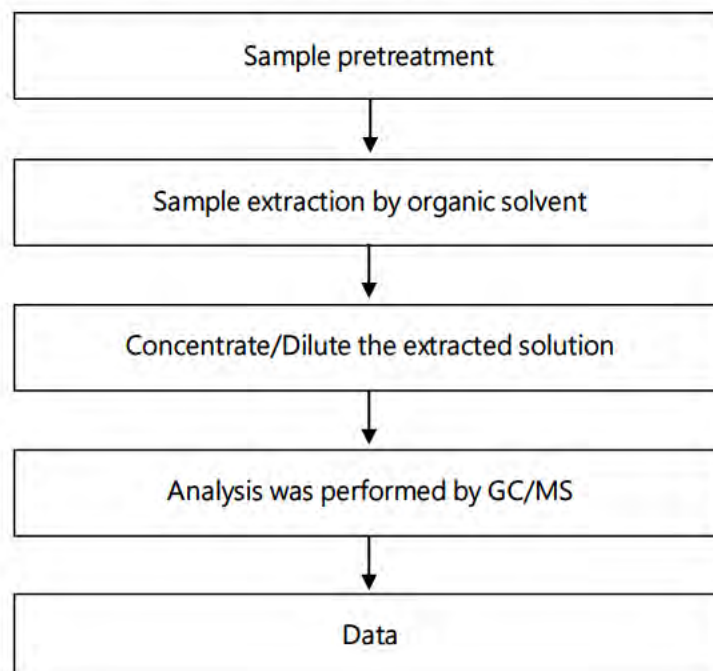 Sample pretreatment
Sample extraction by organic solvent
Concentrate/Dilute the extracted solution
Analysis was performed by GC/MS
Data